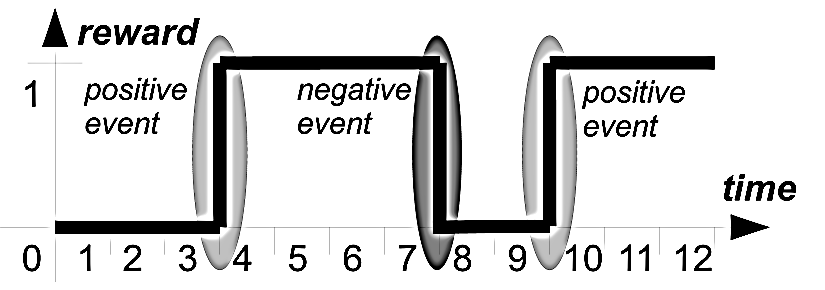 reward
1
positive
event
negative
event
positive
event
time
0 1 2 3 4 5 6 7 8 9 10 11 12